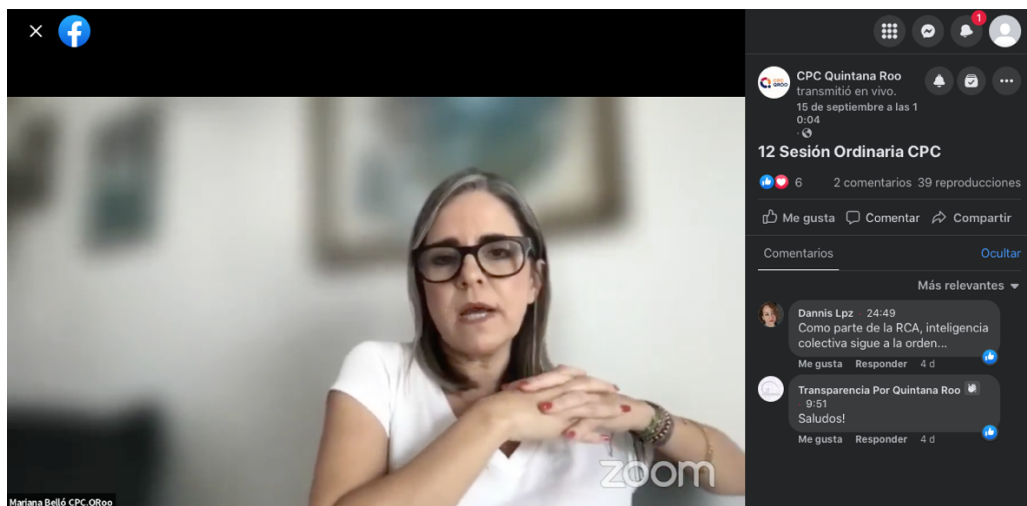 1
CPC Quintana Roo
transmitió en vivo.
15 de septiembre a las 1
0:04
12 Sesión Ordinaria CPC
6 2 comentarios 39 reproducciones
Me gusta Comentar Compartir
Comentarios Ocultar
Más relevantes
Dannis Lpz 24:49
Como parte de la RCA, inteligencia
colectiva sigue a la orden...
Me gusta Responder 4 d
Transparencia Por Quintana Roo
9:51
Saludos!
Me gusta Responder 4 d
zoom
Mariana Belló CPC.QRoo